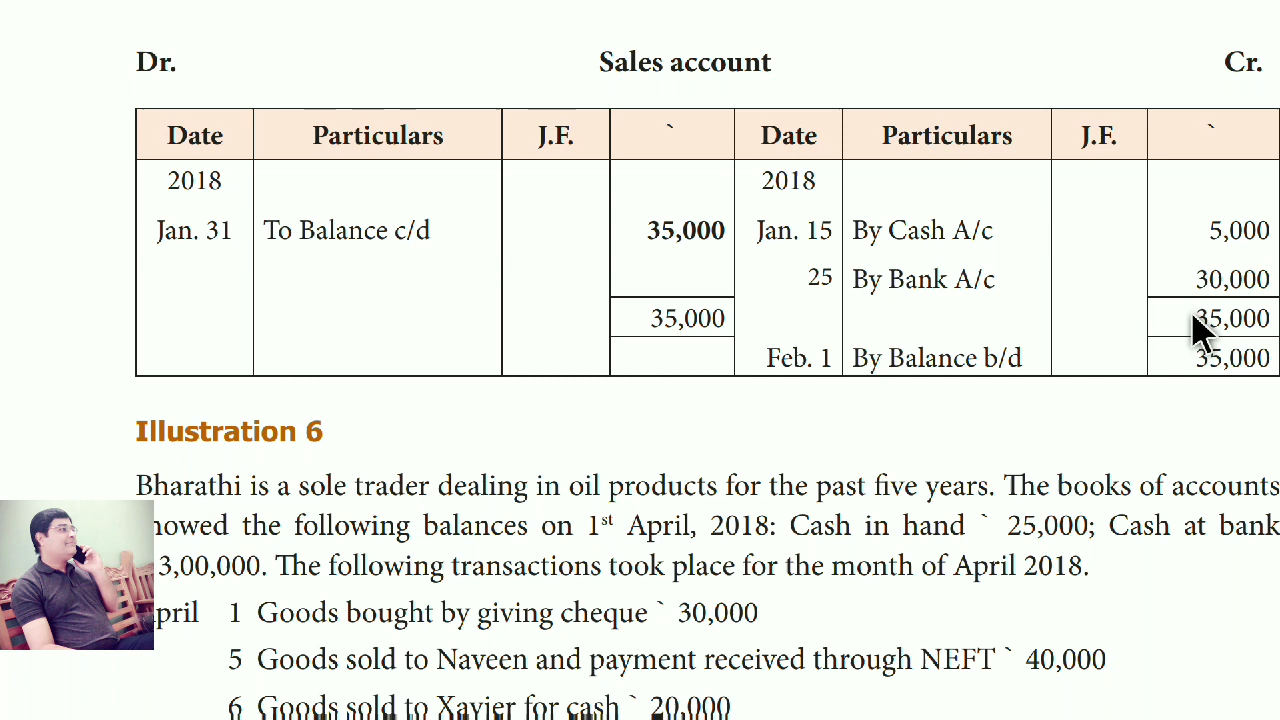 Dr. Sales account Cr.
Date Particulars J.F. ` Date Particulars J.F. `
2018 2018
Jan. 31 To Balance c/d 35,000 Jan. 15 By Cash A/c 5,000
25 By Bank A/c 30,000
35,000 35,000
Feb. 1 By Balance b/d 35,000
Illustration 6
Bharathi is a sole trader dealing in oil products for the past five years. The books of accounts
howed the following balances on 1st April, 2018: Cash in hand ` 25,000; Cash at bank
3,00,000. The following transactions took place for the month of April 2018.
pril 1 Goods bought by giving cheque ` 30,000
5 Goods sold to Naveen and payment received through NEFT ` 40,000
6 Goods sold to Xavier for cash ` 20,000